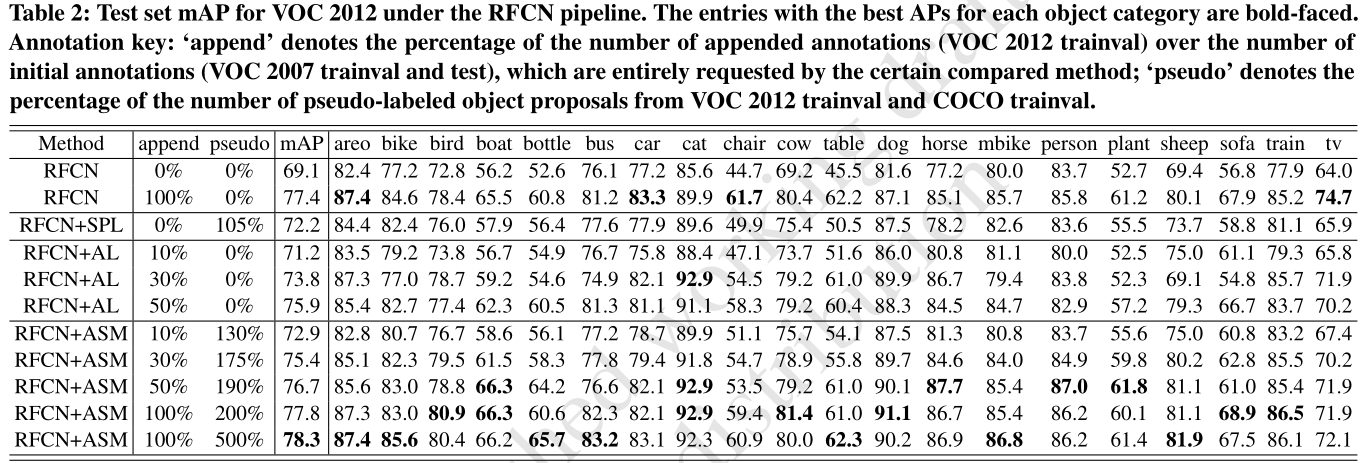 Table 2: Test set mAP for VOC 2012 under the RFCN pipeline. The entries with the best APs for each object category are bold-faced.
Annotation key: ‘append’ denotes the percentage of the number of appended annotations (VOC 2012 trainval) over the number of
initial annotations (VOC 2007 trainval and test), which are entirely requested by the certain compared method; ‘pseudo’ denotes the
percentage of the number of pseudo-labeled object proposals from VOC 2012 trainval and COCO trainval.
Method append pseudo mAP areo bike bird boat bottle bus car cat chair cow table dog horse mbike person plant sheep sofa train tv
RFCN 0% 0% 69.1 82.4 77.2 72.8 56.2 52.6 76.1 77.2 85.6 44.7 69.2 45.5 81.6 77.2 80.0 83.7 52.7 69.4 56.8 77.9 64.0
RFCN 100% 0% 77.4 87.4 84.6 78.4 65.5 60.8 81.2 83.3 89.9 61.7 80.4 62.2 87.1 85.1 85.7 85.8 61.2 80.1 67.9 85.2 74.7
RFCN+SPL 0% 105% 72.2 84.4 82.4 76.0 57.9 56.4 77.6 77.9 89.6 49.9 75.4 50.5 87.5 78.2 82.6 83.6 55.5 73.7 58.8 81.1 65.9
RFCN+AL 10% 0% 71.2 83.5 79.2 73.8 56.7 54.9 76.7 75.8 88.4 47.1 73.7 51.6 86.0 80.8 81.1 80.0 52.5 75.0 61.1 79.3 65.8
RFCN+AL 30% 0% 73.8 87.3 77.0 78.7 59.2 54.6 74.9 82.1 92.9 54.5 79.2 61.0 89.9 86.7 79.4 83.8 52.3 69.1 54.8 85.7 71.9
RFCN+AL 50% 0% 75.9 85.4 82.7 77.4 62.3 60.5 81.3 81.1 91.1 58.3 79.2 60.4 88.3 84.5 84.7 82.9 57.2 79.3 66.7 83.7 70.2
RFCN+ASM 10% 130% 72.9 82.8 80.7 76.7 58.6 56.1 77.2 78.7 89.9 51.1 75.7 54.1 87.5 81.3 80.8 83.7 55.6 75.0 60.8 83.2 67.4
RFCN+ASM 30% 175% 75.4 85.1 82.3 79.5 61.5 58.3 77.8 79.4 91.8 54.7 78.9 55.8 89.7 84.6 84.0 84.9 59.8 80.2 62.8 85.5 70.2
RFCN+ASM 50% 190% 76.7 85.6 83.0 78.8 66.3 64.2 76.6 82.1 92.9 53.5 79.2 61.0 90.1 87.7 85.4 87.0 61.8 81.1 61.0 85.4 71.9
RFCN+ASM 100% 200% 77.8 87.3 83.0 80.9 66.3 60.6 82.3 82.1 92.9 59.4 81.4 61.0 91.1 86.7 85.4 86.2 60.1 81.1 68.9 86.5 71.9
RFCN+ASM 100% 500% 78.3 87.4 85.6 80.4 66.2 65.7 83.2 83.1 92.3 60.9 80.0 62.3 90.2 86.9 86.8 86.2 61.4 81.9 67.5 86.1 72.1